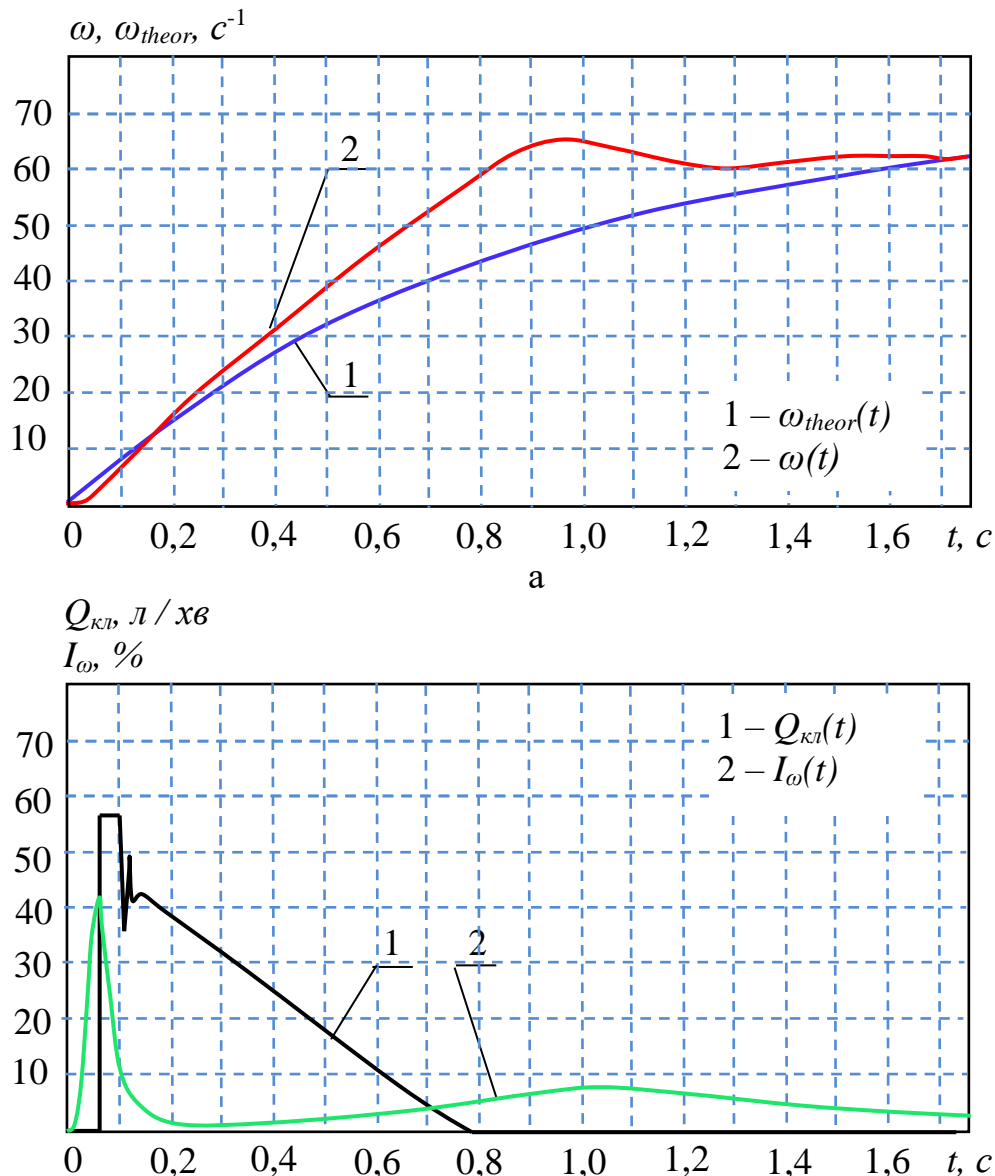 ω, ω_theor, с⁻¹
70
60
50
40
30
20
10
2
1
1 – ω_theor(t)
2 – ω(t)
0 0,2 0,4 0,6 0,8 1,0 1,2 1,4 1,6 t, c
а
Q_кл, л / хв
I_ω, %
70
60
50
40
30
20
10
1 – Q_кл(t)
2 – I_ω(t)
1 2
0 0,2 0,4 0,6 0,8 1,0 1,2 1,4 1,6 t, c